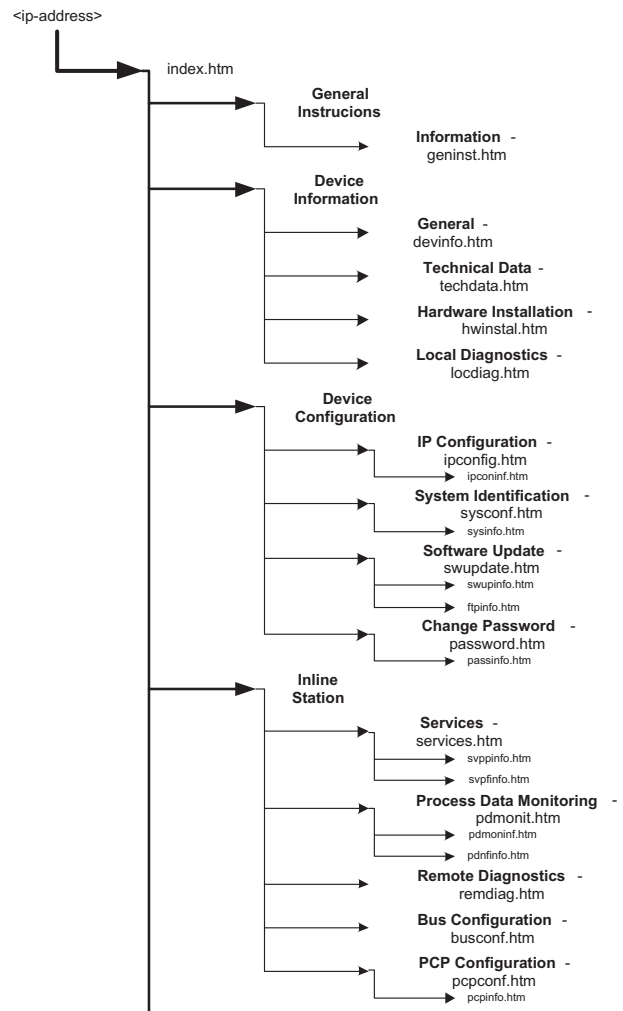 <ip-address>
index.htm
General
Instrucions
Information -
geninst.htm
Device
Information
General -
devinfo.htm
Technical Data -
techdata.htm
Hardware Installation -
hwinstal.htm
Local Diagnostics -
locdiag.htm
Device
Configuration
IP Configuration -
ipconfig.htm
ipconinf.htm
System Identification -
sysconf.htm
sysinfo.htm
Software Update -
swupdate.htm
swupinfo.htm
ftpinfo.htm
Change Password -
password.htm
passinfo.htm
Inline
Station
Services -
services.htm
svppinfo.htm
svpfinfo.htm
Process Data Monitoring -
pdmonit.htm
pdmoninf.htm
pdnfinfo.htm
Remote Diagnostics -
remdiag.htm
Bus Configuration -
busconf.htm
PCP Configuration -
pcpconf.htm
pcpinfo.htm